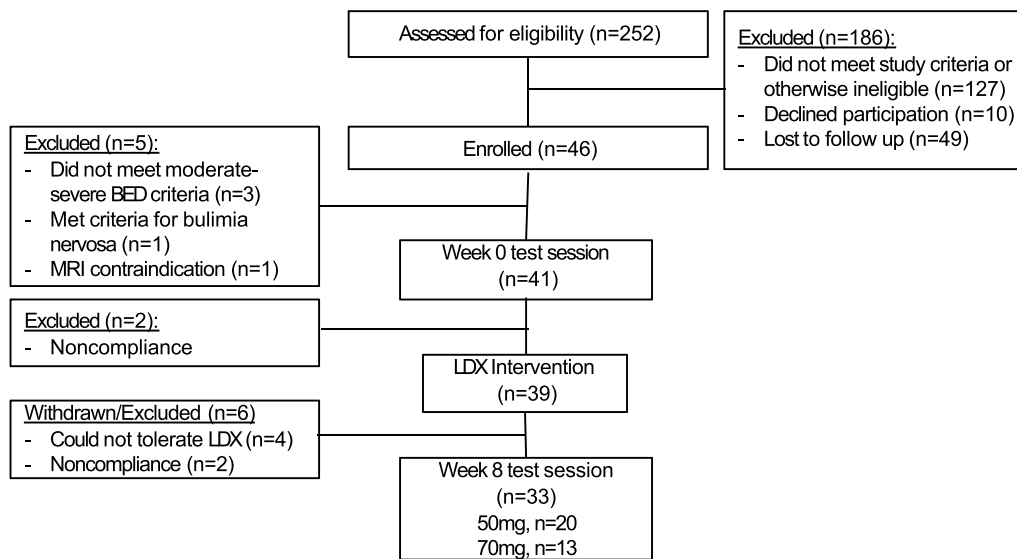 Assessed for eligibility (n=252)
Excluded (n=186):
- Did not meet study criteria or
otherwise ineligible (n=127)
- Declined participation (n=10)
- Lost to follow up (n=49)
Enrolled (n=46)
Excluded (n=5):
- Did not meet moderate-
severe BED criteria (n=3)
- Met criteria for bulimia
nervosa (n=1)
- MRI contraindication (n=1)
Week 0 test session
(n=41)
Excluded (n=2):
- Noncompliance
LDX Intervention
(n=39)
Withdrawn/Excluded (n=6)
- Could not tolerate LDX (n=4)
- Noncompliance (n=2)
Week 8 test session
(n=33)
50mg, n=20
70mg, n=13